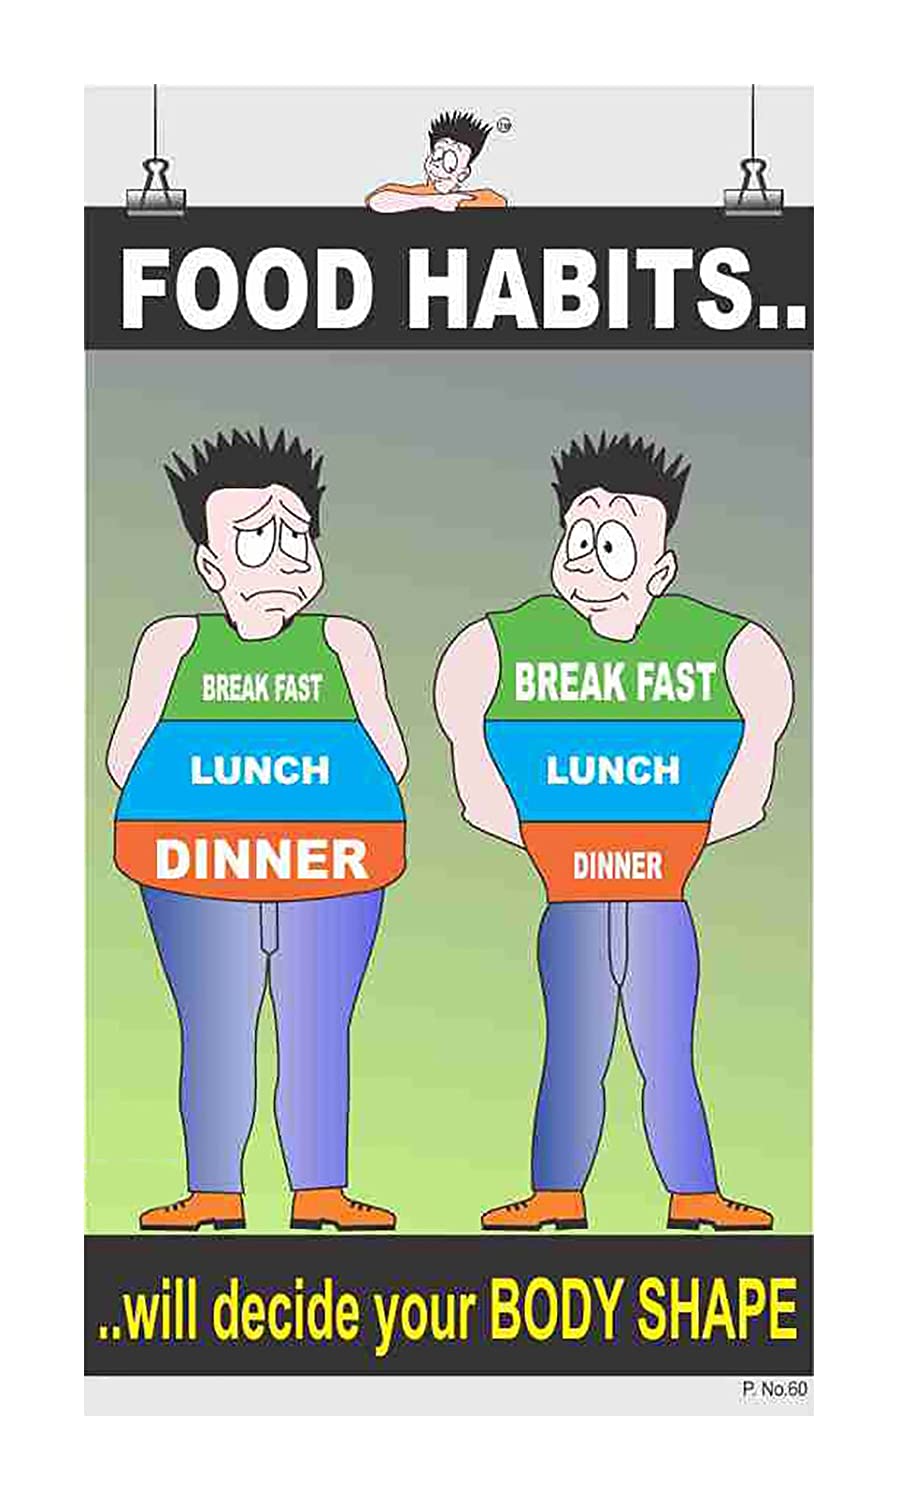 FOOD HABITS..
BREAK FAST
LUNCH
DINNER
BREAK FAST
LUNCH
DINNER
..will decide your BODY SHAPE
P. No.60